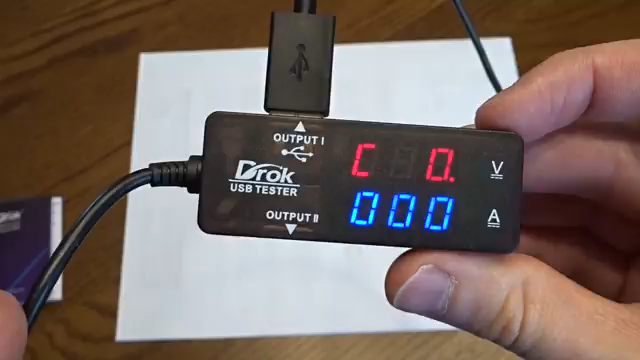 OUTPUT I
C 0.
V
Drok
USB TESTER
000
A
OUTPUT II